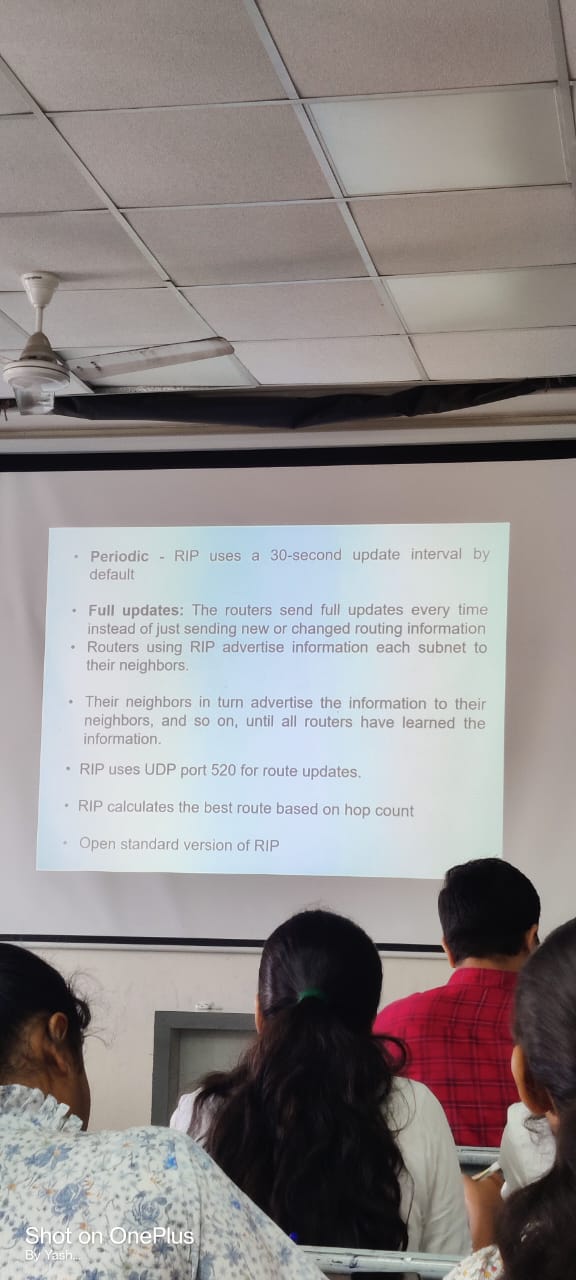 • Periodic - RIP uses a 30-second update interval by
default
• Full updates: The routers send full updates every time
instead of just sending new or changed routing information
• Routers using RIP advertise information each subnet to
their neighbors.
• Their neighbors in turn advertise the information to their
neighbors, and so on, until all routers have learned the
information.
• RIP uses UDP port 520 for route updates.
• RIP calculates the best route based on hop count
• Open standard version of RIP
Shot on OnePlus
By Yash...